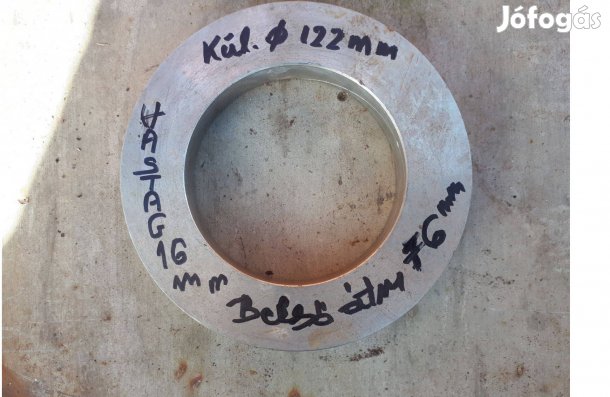 Jófogás
Kül. ϕ 122 mm
VASTAG 16 mm
Belső átm 76 mm